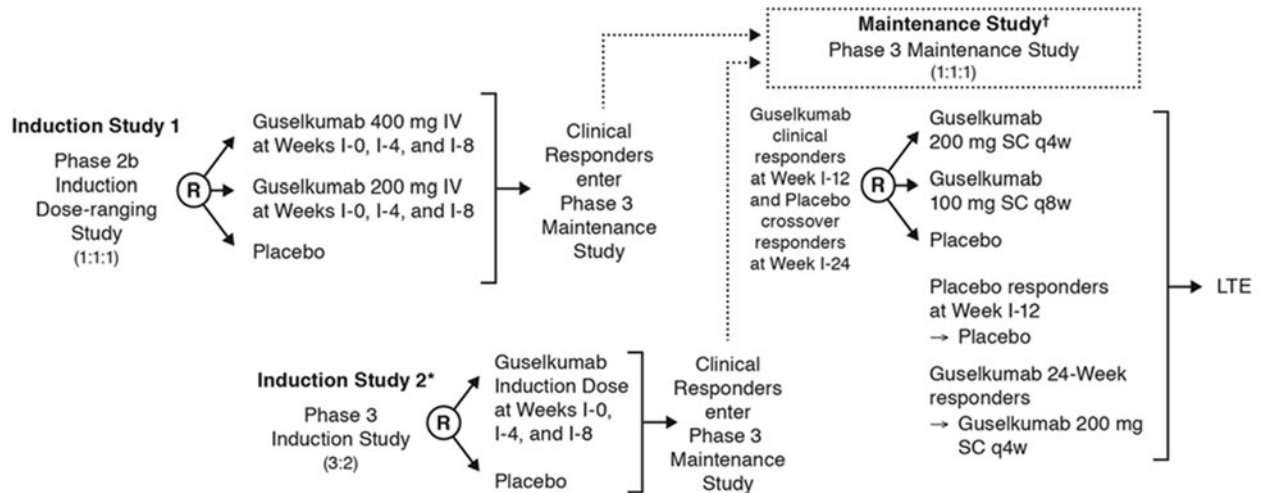 Maintenance Study†
Phase 3 Maintenance Study
(1:1:1)
Induction Study 1
Phase 2b
Induction
Dose-ranging
Study
(1:1:1)
R
Guselkumab 400 mg IV
at Weeks I-0, I-4, and I-8
Guselkumab 200 mg IV
at Weeks I-0, I-4, and I-8
Placebo
Clinical
Responders
enter
Phase 3
Maintenance
Study
Guselkumab
clinical
responders
at Week I-12
and Placebo
crossover
responders
at Week I-24
R
Guselkumab
200 mg SC q4w
Guselkumab
100 mg SC q8w
Placebo
Placebo responders
at Week I-12
→ Placebo
Guselkumab 24-Week
responders
→ Guselkumab 200 mg
SC q4w
LTE
Induction Study 2*
Phase 3
Induction Study
(3:2)
R
Guselkumab
Induction Dose
at Weeks I-0,
I-4, and I-8
Placebo
Clinical
Responders
enter
Phase 3
Maintenance
Study